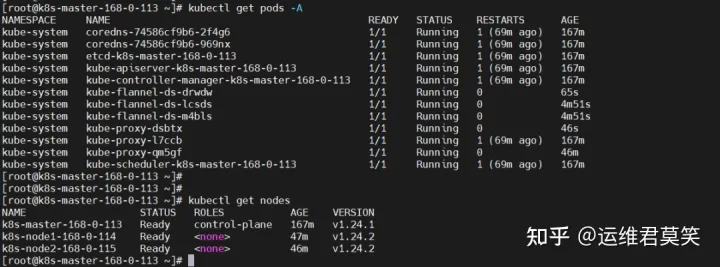 [root@k8s-master-168-0-113 ~]# kubectl get pods -A
NAMESPACE NAME READY STATUS RESTARTS AGE
kube-system coredns-74586cf9b6-2f4g6 1/1 Running 1 (69m ago) 167m
kube-system coredns-74586cf9b6-969nx 1/1 Running 1 (69m ago) 167m
kube-system etcd-k8s-master-168-0-113 1/1 Running 1 (69m ago) 167m
kube-system kube-apiserver-k8s-master-168-0-113 1/1 Running 1 (69m ago) 167m
kube-system kube-controller-manager-k8s-master-168-0-113 1/1 Running 1 (69m ago) 167m
kube-system kube-flannel-ds-drwdw 1/1 Running 0 65s
kube-system kube-flannel-ds-lcsds 1/1 Running 0 4m51s
kube-system kube-flannel-ds-m4bls 1/1 Running 0 4m51s
kube-system kube-proxy-dsbtx 1/1 Running 0 46s
kube-system kube-proxy-l7ccb 1/1 Running 1 (69m ago) 167m
kube-system kube-proxy-qm5gf 1/1 Running 0 46m
kube-system kube-scheduler-k8s-master-168-0-113 1/1 Running 1 (69m ago) 167m
[root@k8s-master-168-0-113 ~]#
[root@k8s-master-168-0-113 ~]#
[root@k8s-master-168-0-113 ~]# kubectl get nodes
NAME STATUS ROLES AGE VERSION
k8s-master-168-0-113 Ready control-plane 167m v1.24.1
k8s-node1-168-0-114 Ready <none> 47m v1.24.2
k8s-node2-168-0-115 Ready <none> 46m v1.24.2
[root@k8s-master-168-0-113 ~]#
知乎 @运维君莫笑